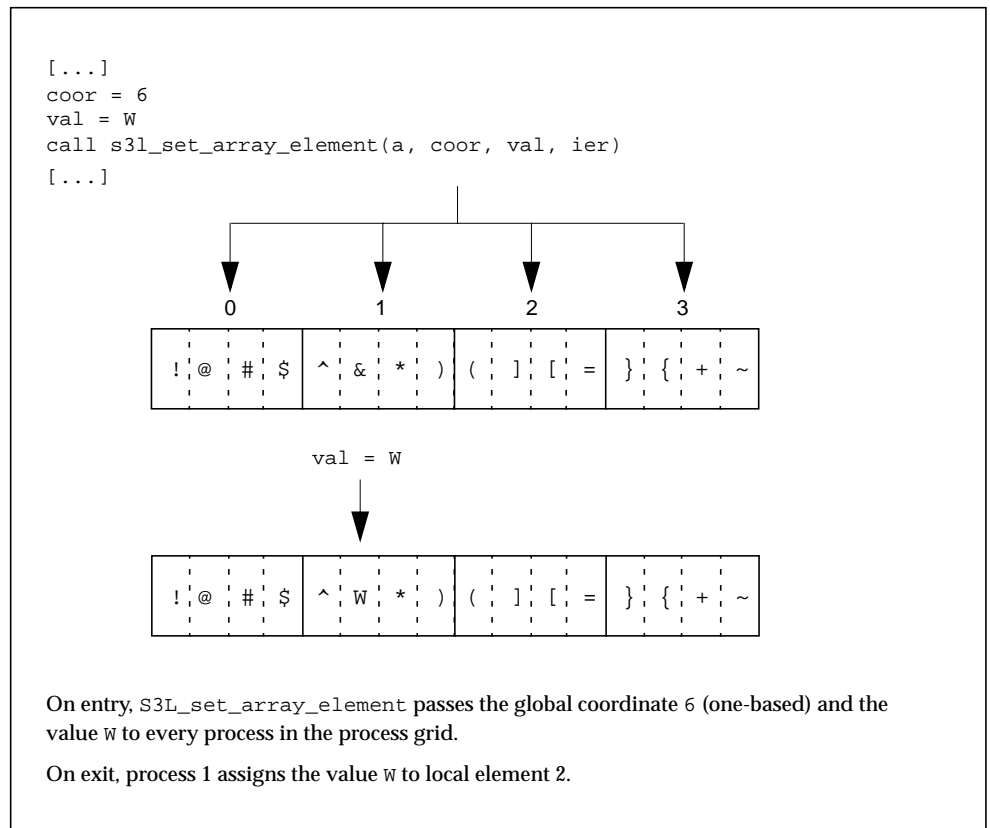 [...]
coor = 6
val = W
call s3l_set_array_element(a, coor, val, ier)
[...]
0 1 2 3
! @ # $ ^ & * ) ( ] [ = } { + ~
val = W
! @ # $ ^ W * ) ( ] [ = } { + ~
On entry, S3L_set_array_element passes the global coordinate 6 (one-based) and the
value W to every process in the process grid.
On exit, process 1 assigns the value W to local element 2.